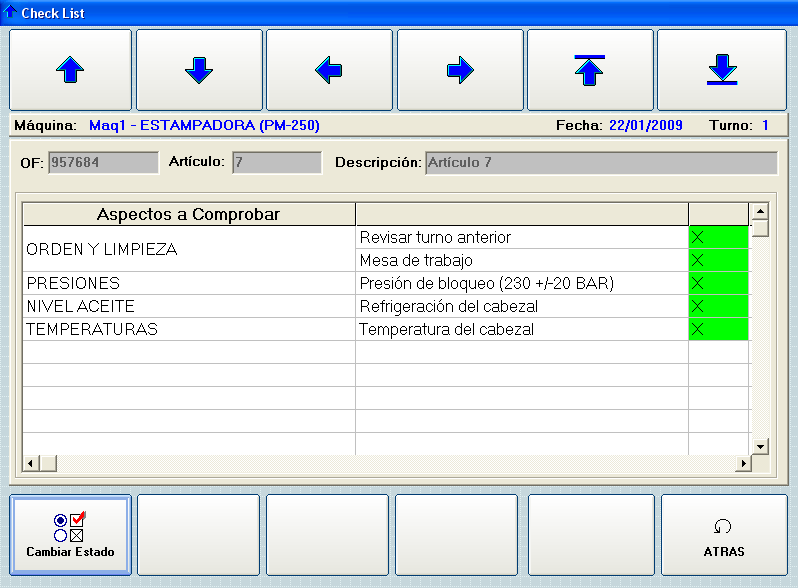 Check List
Máquina: Maq1 - ESTAMPADORA (PM-250) Fecha: 22/01/2009 Turno: 1
OF: 957684 Artículo: 7 Descripción: Artículo 7
Aspectos a Comprobar
ORDEN Y LIMPIEZA Revisar turno anterior X
Mesa de trabajo X
PRESIONES Presión de bloqueo (230 +/-20 BAR) X
NIVEL ACEITE Refrigeración del cabezal X
TEMPERATURAS Temperatura del cabezal X
Cambiar Estado ATRAS